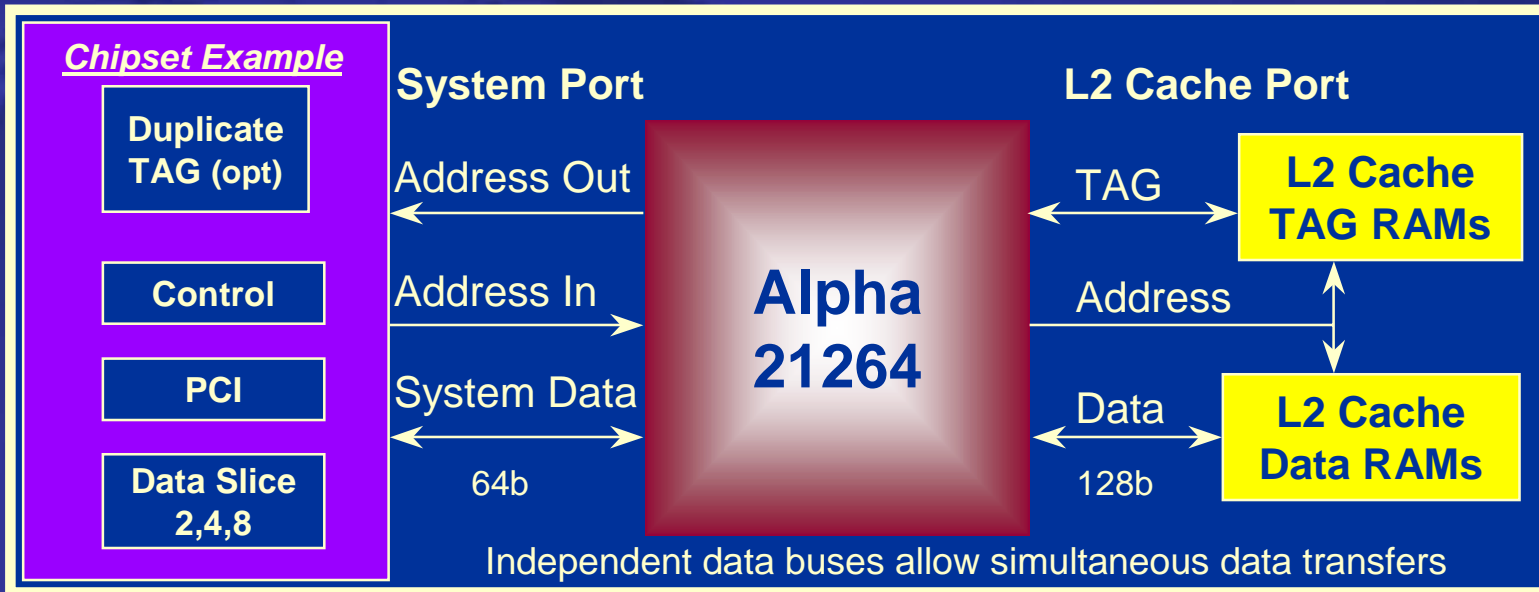 Chipset Example
Duplicate
TAG (opt)
Control
PCI
Data Slice
2,4,8
System Port
Address Out
Address In
System Data
64b
Alpha
21264
L2 Cache Port
TAG
Address
Data
128b
L2 Cache
TAG RAMs
L2 Cache
Data RAMs
Independent data buses allow simultaneous data transfers